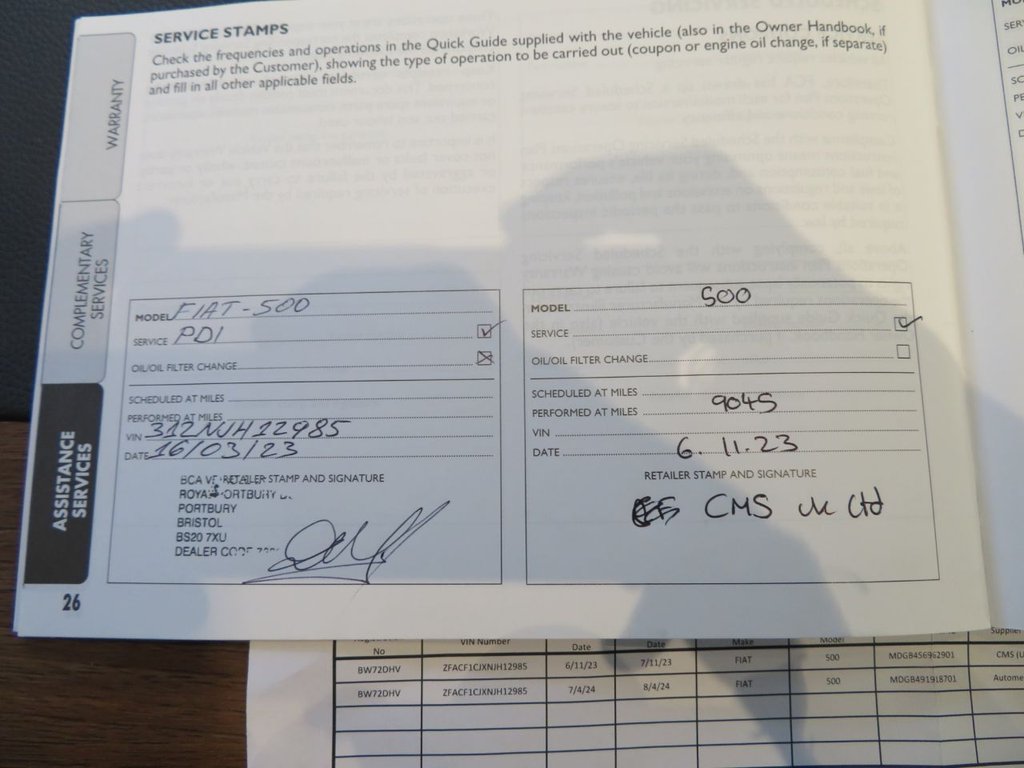 SERVICE STAMPS
Check the frequencies and operations in the Quick Guide supplied with the vehicle (also in the Owner Handbook, if
purchased by the Customer), showing the type of operation to be carried out (coupon or engine oil change, if separate)
and fill in all other applicable fields.
WARRANTY
COMPLEMENTARY
SERVICES
ASSISTANCE
SERVICES
MODEL FIAT-500
SERVICE PDI
OIL/OIL FILTER CHANGE
SCHEDULED AT MILES
PERFORMED AT MILES
VIN 312NJH12985
DATE 16/03/23
RETAILER STAMP AND SIGNATURE
BCA
PORTBURY
BRISTOL
BS20 7XU
DEALER CODE
MODEL 500
SERVICE
OIL/OIL FILTER CHANGE
SCHEDULED AT MILES
PERFORMED AT MILES 9045
VIN
DATE 6.11.23
RETAILER STAMP AND SIGNATURE
CMS UK Ltd
26
No VIN Number Date Date Make Model Supplier
BW72DHV ZFACF1CJXNJH12985 6/11/23 7/11/23 FIAT 500 MDGB456962901 CMS (U
BW72DHV ZFACF1CJXNJH12985 7/4/24 8/4/24 FIAT 500 MDGB491918701 Autome